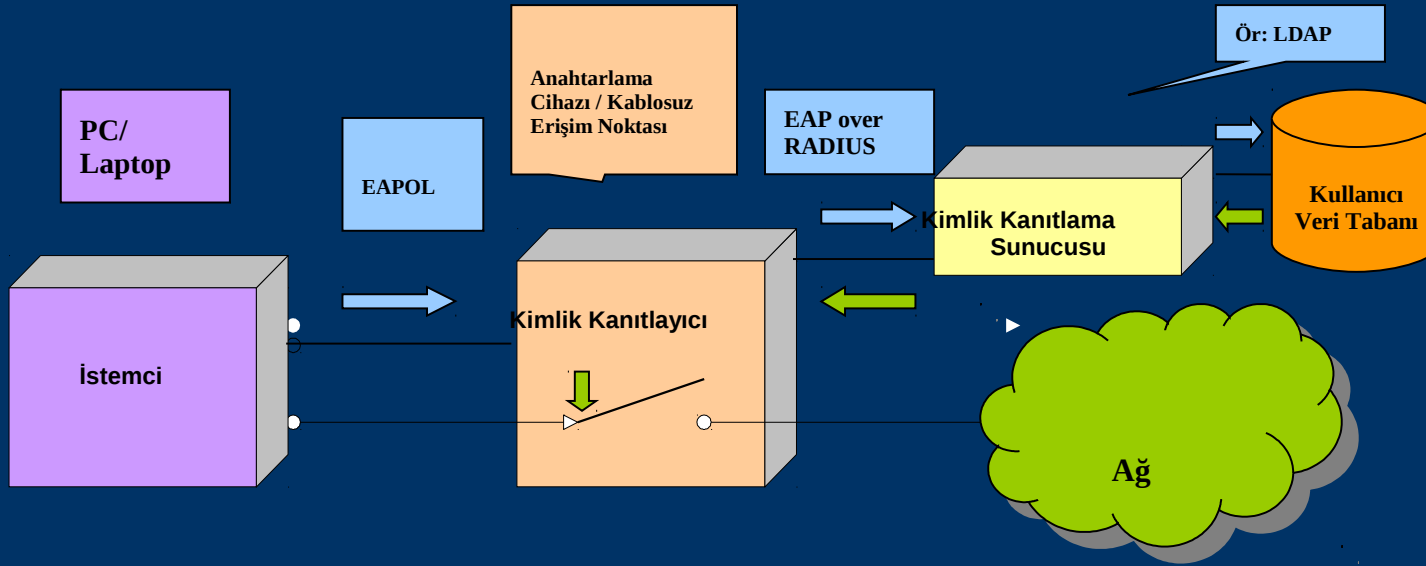 Ör: LDAP
PC/
Laptop
EAPOL
Anahtarlama
Cihazı / Kablosuz
Erişim Noktası
EAP over
RADIUS
Kullanıcı
Veri Tabanı
Kimlik Kanıtlama
Sunucusu
Kimlik Kanıtlayıcı
İstemci
Ağ